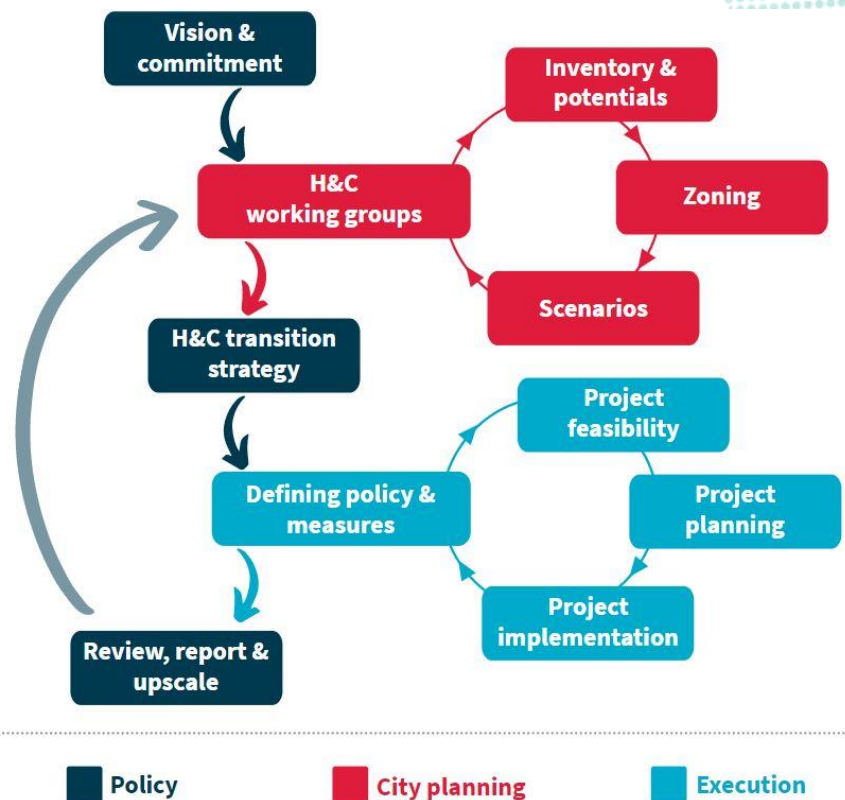 Vision &
commitment
Inventory &
potentials
H&C
working groups
Zoning
Scenarios
H&C transition
strategy
Project
feasibility
Defining policy &
measures
Project
planning
Project
implementation
Review, report &
upscale
Policy
City planning
Execution